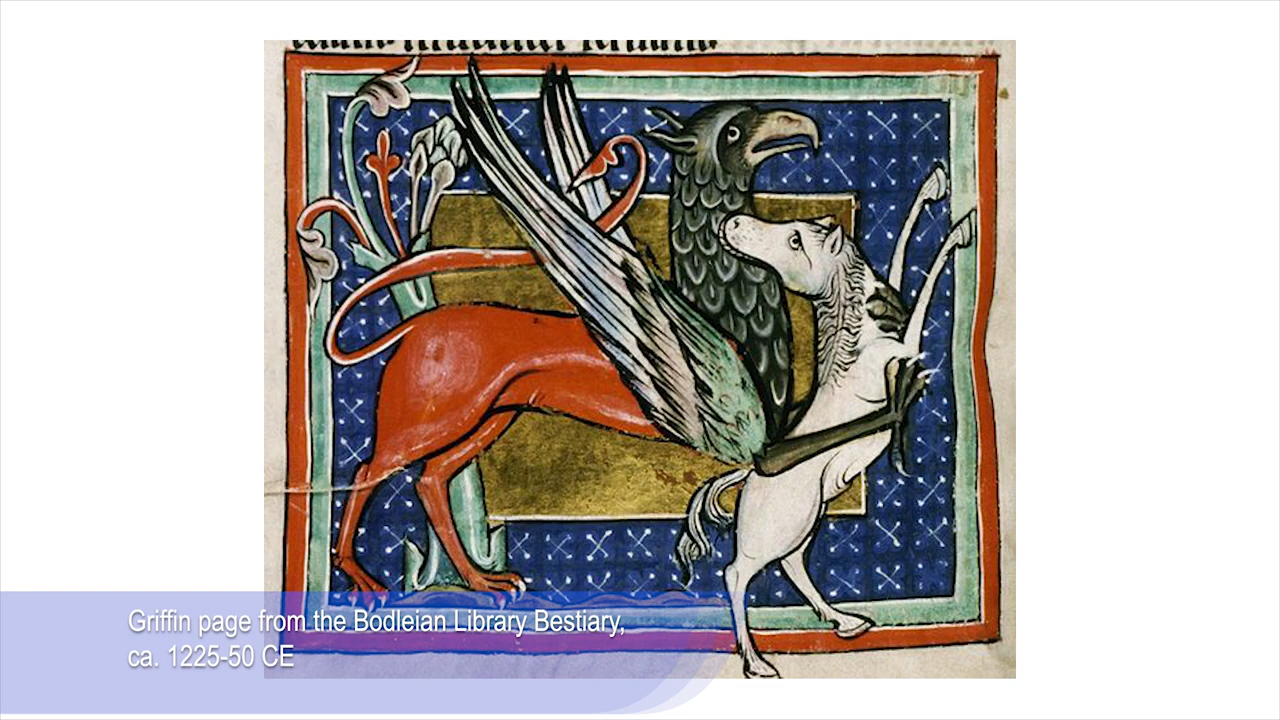 Griffin page from the Bodleian Library Bestiary,
ca. 1225-50 CE